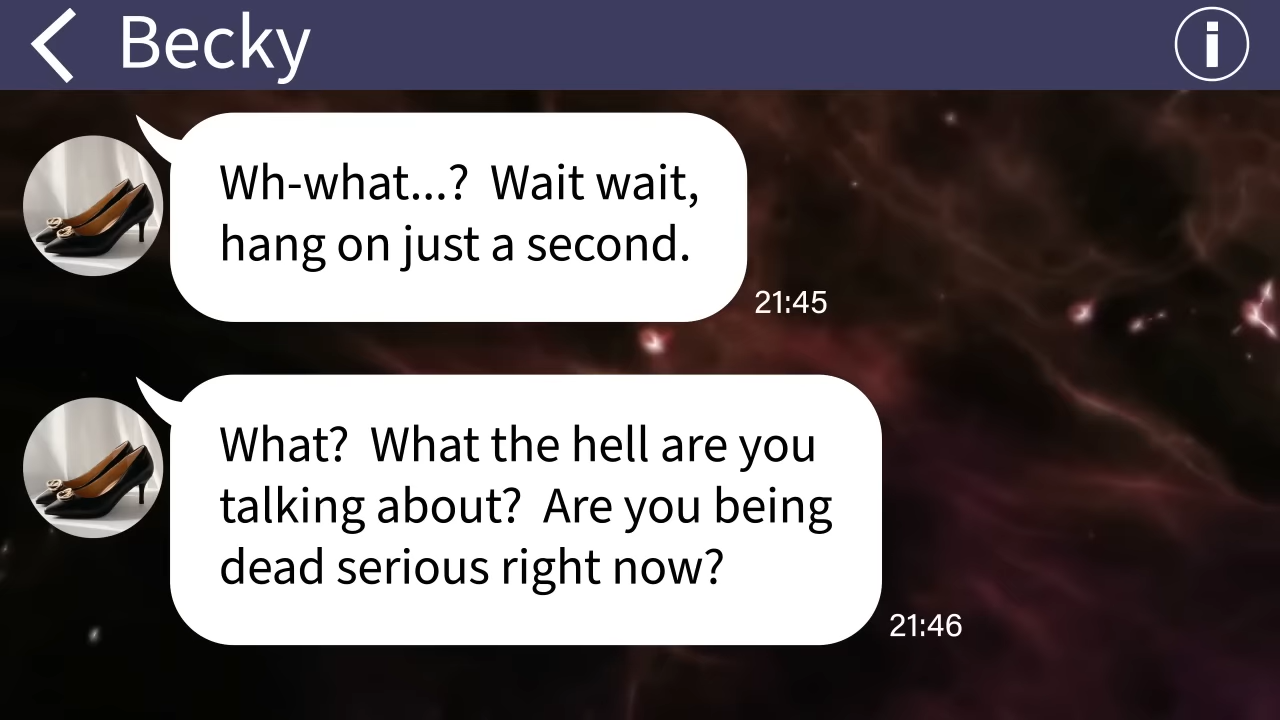 Becky
Wh-what...?  Wait wait,
hang on just a second.
21:45
What?  What the hell are you
talking about?  Are you being
dead serious right now?
21:46